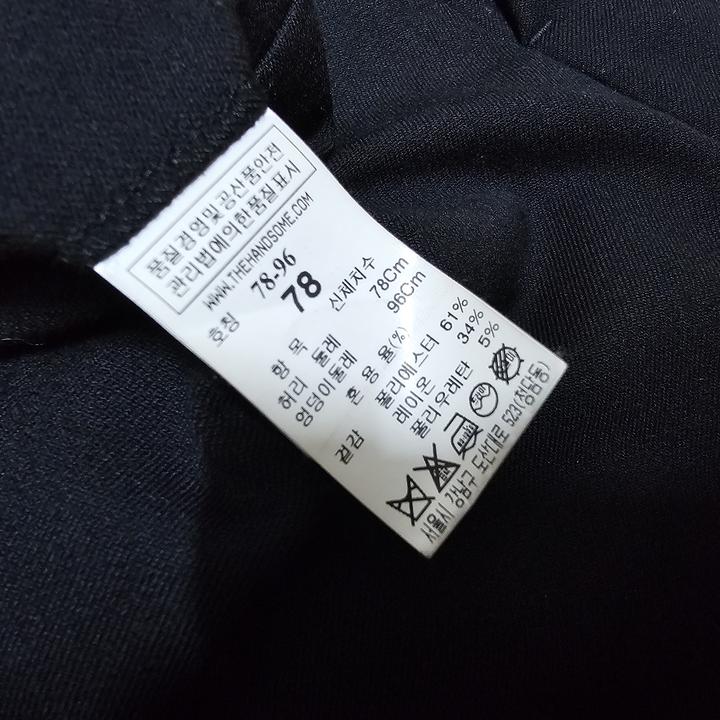 품질경영및공산품안전
관리법에의한품질표시
WWW.THEHANDSOME.COM
호칭 78-96
78
항 목 신체치수
허리 둘레 78Cm
엉덩이둘레 96Cm
혼 용 율(%)
겉감 폴리에스터 61%
레이온 34%
폴리우레탄 5%
서울시 강남구 도산대로 523(청담동)